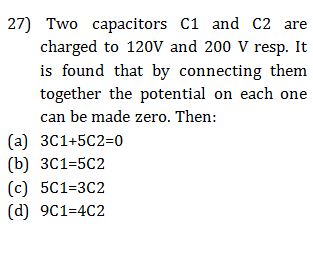 27) Two capacitors C1 and C2 are
charged to 120V and 200 V resp. It
is found that by connecting them
together the potential on each one
can be made zero. Then:
(a) 3C1+5C2=0
(b) 3C1=5C2
(c) 5C1=3C2
(d) 9C1=4C2